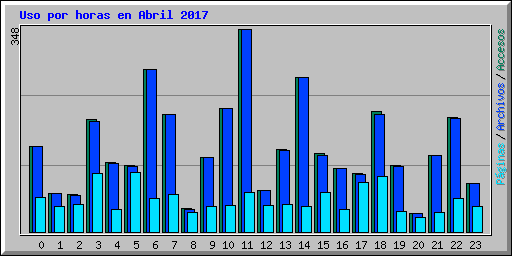 Uso por horas en Abril 2017
348
Páginas / Archivos / Accesos
0 1 2 3 4 5 6 7 8 9 10 11 12 13 14 15 16 17 18 19 20 21 22 23